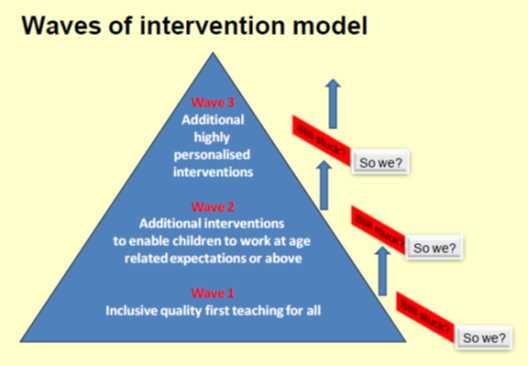 Waves of intervention model
Wave 3
Additional
highly
personalised
interventions
Still stuck?
So we?
Wave 2
Additional interventions
to enable children to work at age
related expectations or above
Still stuck?
So we?
Wave 1
Inclusive quality first teaching for all
Still stuck?
So we?